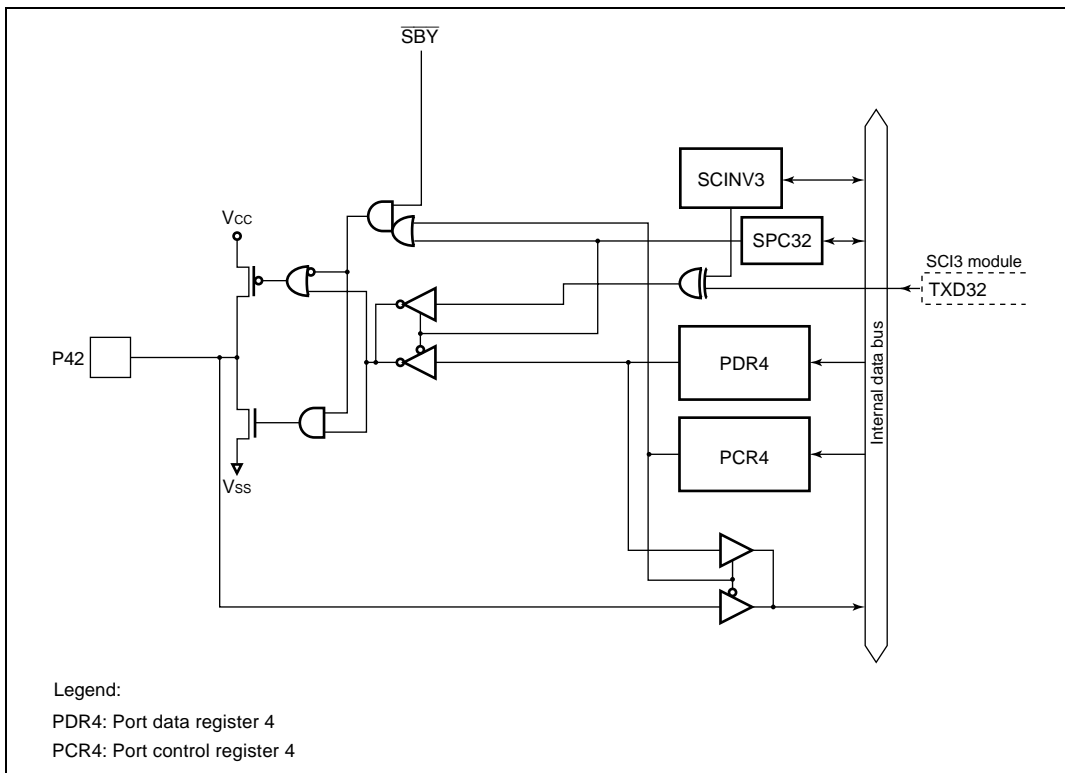 SBY
SCINV3
VCC
SPC32
SCI3 module
TXD32
P42
PDR4
Internal data bus
PCR4
VSS
Legend:
PDR4: Port data register 4
PCR4: Port control register 4